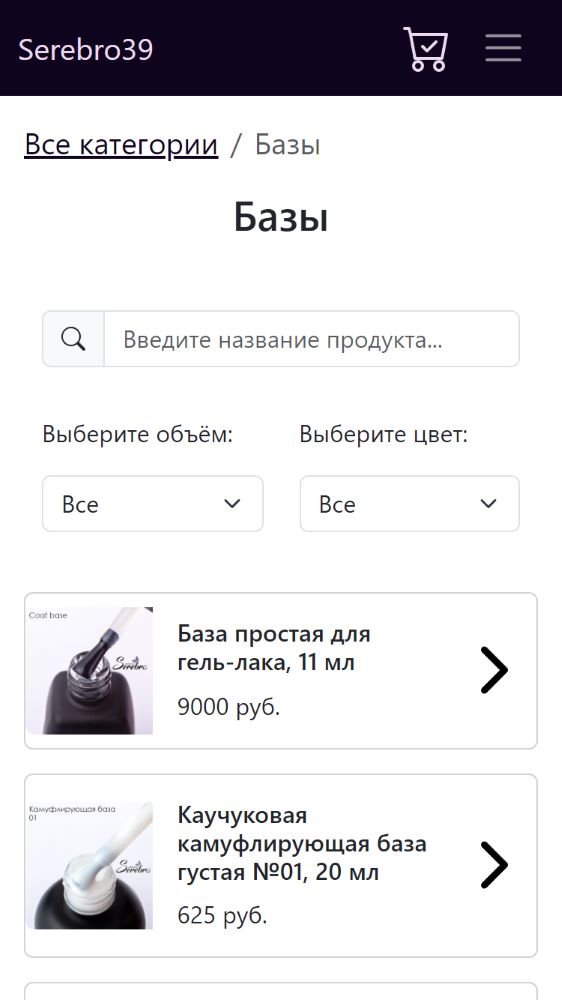 Serebro39
Все категории / Базы
Базы
Введите название продукта...
Выберите объём:
Выберите цвет:
Все
Все
Coat base
Serebro
База простая для
гель-лака, 11 мл
9000 руб.
Камуфлирующая база
01
Serebro
Каучуковая
камуфлирующая база
густая №01, 20 мл
625 руб.